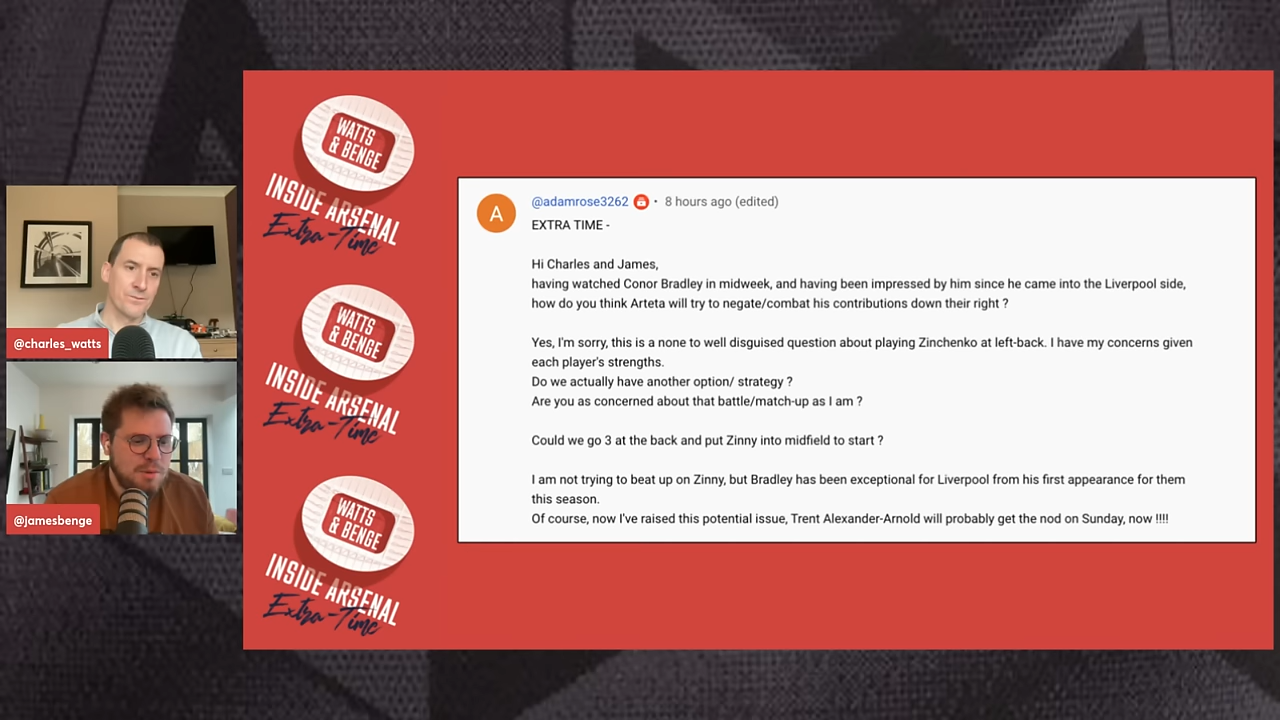 WATTS
& BENGE
INSIDE ARSENAL
Extra-Time
WATTS
& BENGE
INSIDE ARSENAL
Extra-Time
WATTS
& BENGE
INSIDE ARSENAL
Extra-Time
@charles_watts
@jamesbenge
A
@adamrose3262 • 8 hours ago (edited)
EXTRA TIME -
Hi Charles and James,
having watched Conor Bradley in midweek, and having been impressed by him since he came into the Liverpool side,
how do you think Arteta will try to negate/combat his contributions down their right ?
Yes, I'm sorry, this is a none to well disguised question about playing Zinchenko at left-back. I have my concerns given
each player's strengths.
Do we actually have another option/ strategy ?
Are you as concerned about that battle/match-up as I am ?
Could we go 3 at the back and put Zinny into midfield to start ?
I am not trying to beat up on Zinny, but Bradley has been exceptional for Liverpool from his first appearance for them
this season.
Of course, now I've raised this potential issue, Trent Alexander-Arnold will probably get the nod on Sunday, now !!!!